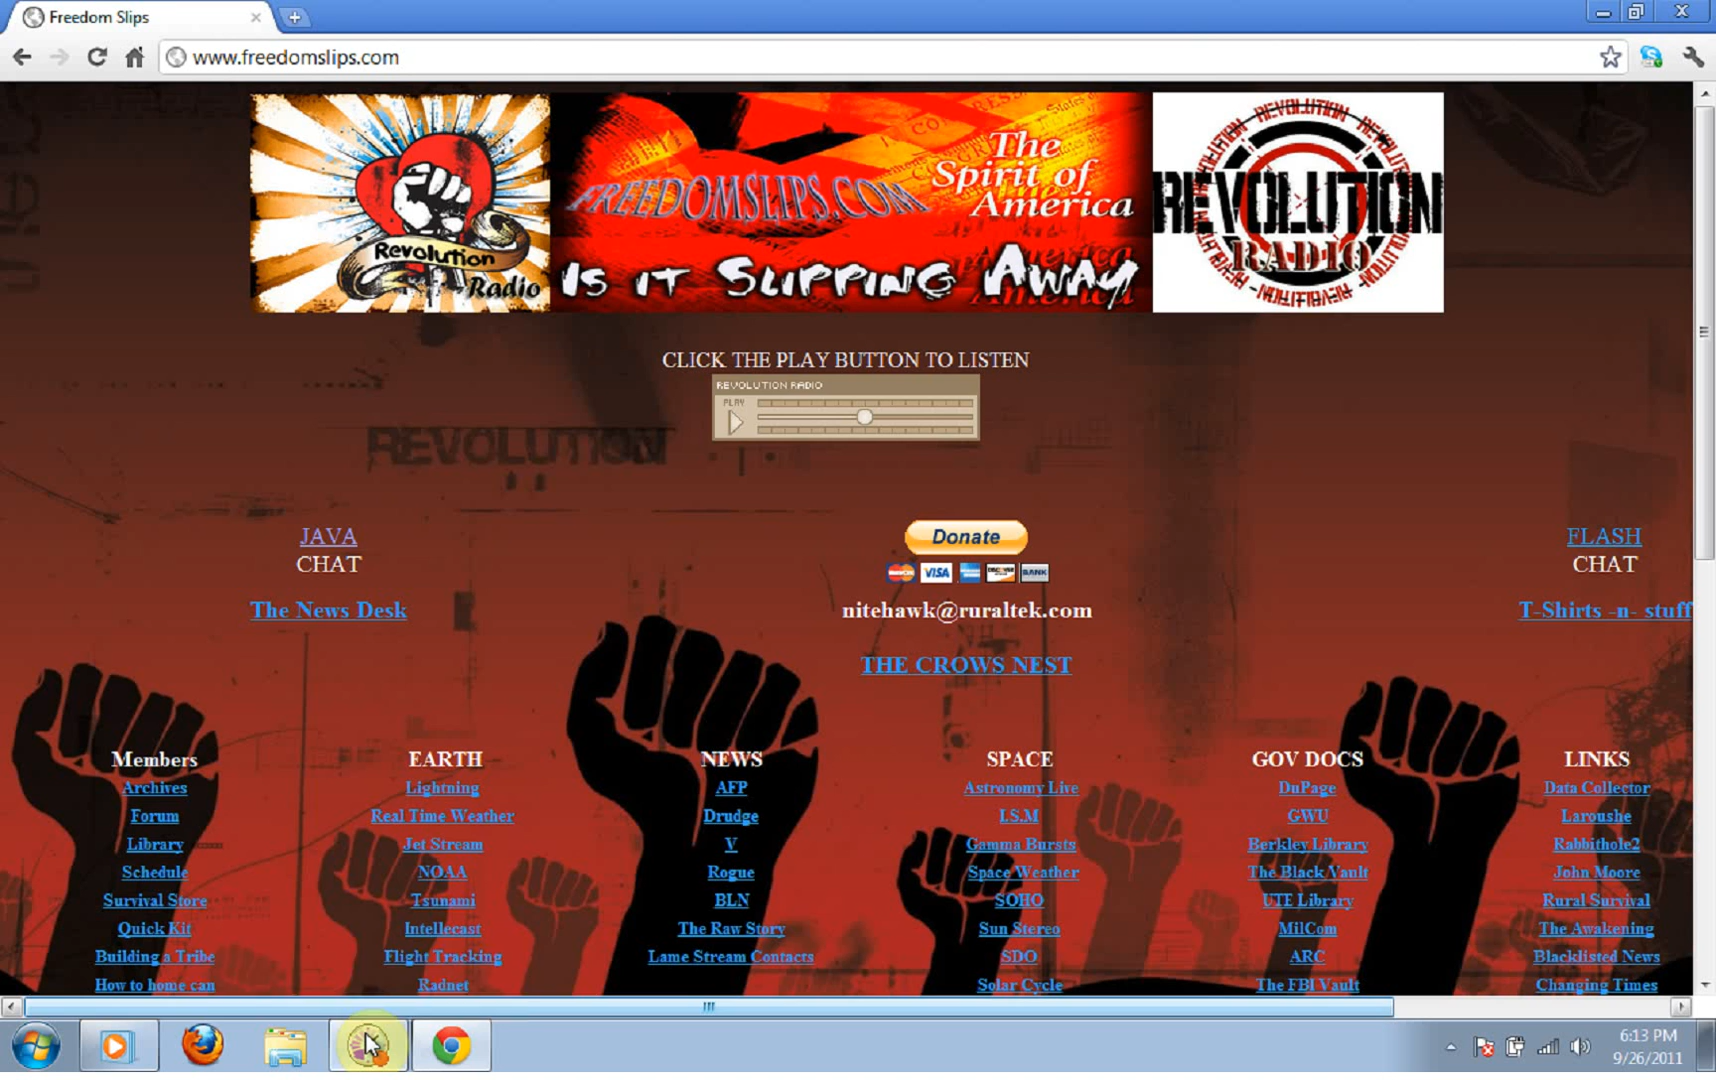 Freedom Slips
www.freedomslips.com
Revolution
Radio
FREEDOMSLIPS.COM
The
Spirit of
America
IS IT SLIPPING AWAY
REVOLUTION
RADIO
CLICK THE PLAY BUTTON TO LISTEN
REVOLUTION RADIO
PLAY
REVOLUTION
JAVA
CHAT
Donate
FLASH
CHAT
VISA
BANK
The News Desk
nitehawk@ruraltek.com
T-Shirts -n- stuff
THE CROWS NEST
Members EARTH NEWS SPACE GOV DOCS LINKS
Archives Lightning AFP Astronomy Live DuPage Data Collector
Forum Real Time Weather Drudge I.S.M GWU Laroushe
Library Jet Stream V Gamma Bursts Berkley Library Rabbithole2
Schedule NOAA Rogue Space Weather The Black Vault John Moore
Survival Store Tsunami BLN SOHO UTE Library Rural Survival
Quick Kit Intellecast The Raw Story Sun Stereo MilCom The Awakening
Building a Tribe Flight Tracking Lame Stream Contacts SDO ARC Blacklisted News
How to home can Radnet Solar Cycle The FBI Vault Changing Times
6:13 PM
9/26/2011